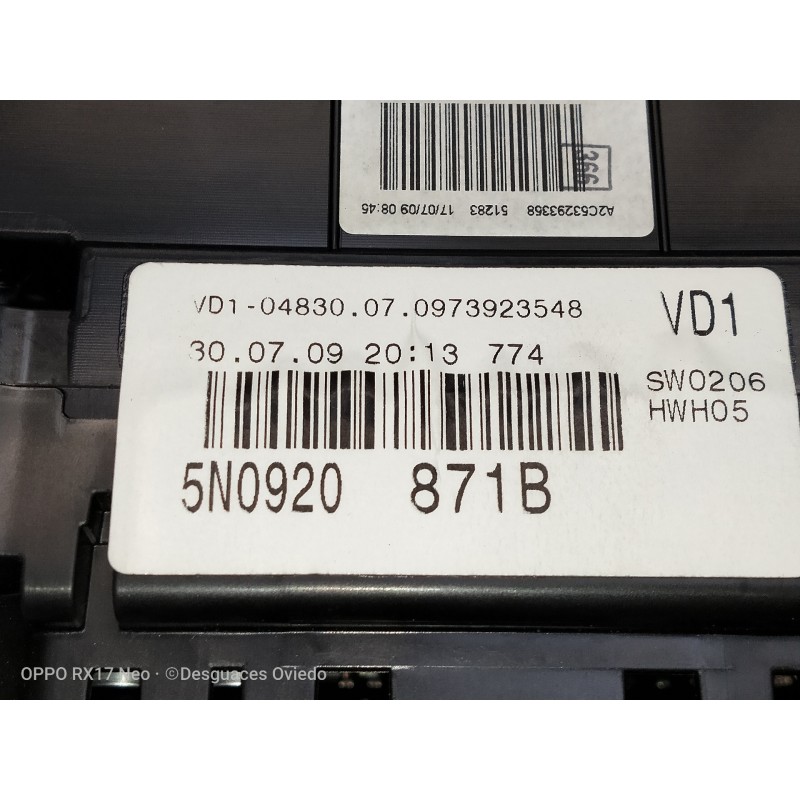 366
A2C53293368 51283 17/07/09 08:45
VD1-04830.07.0973923548
VD1
30.07.09 20:13 774
SW0206
HWH05
5N0920 871B
OPPO RX17 Neo · ©Desguaces Oviedo